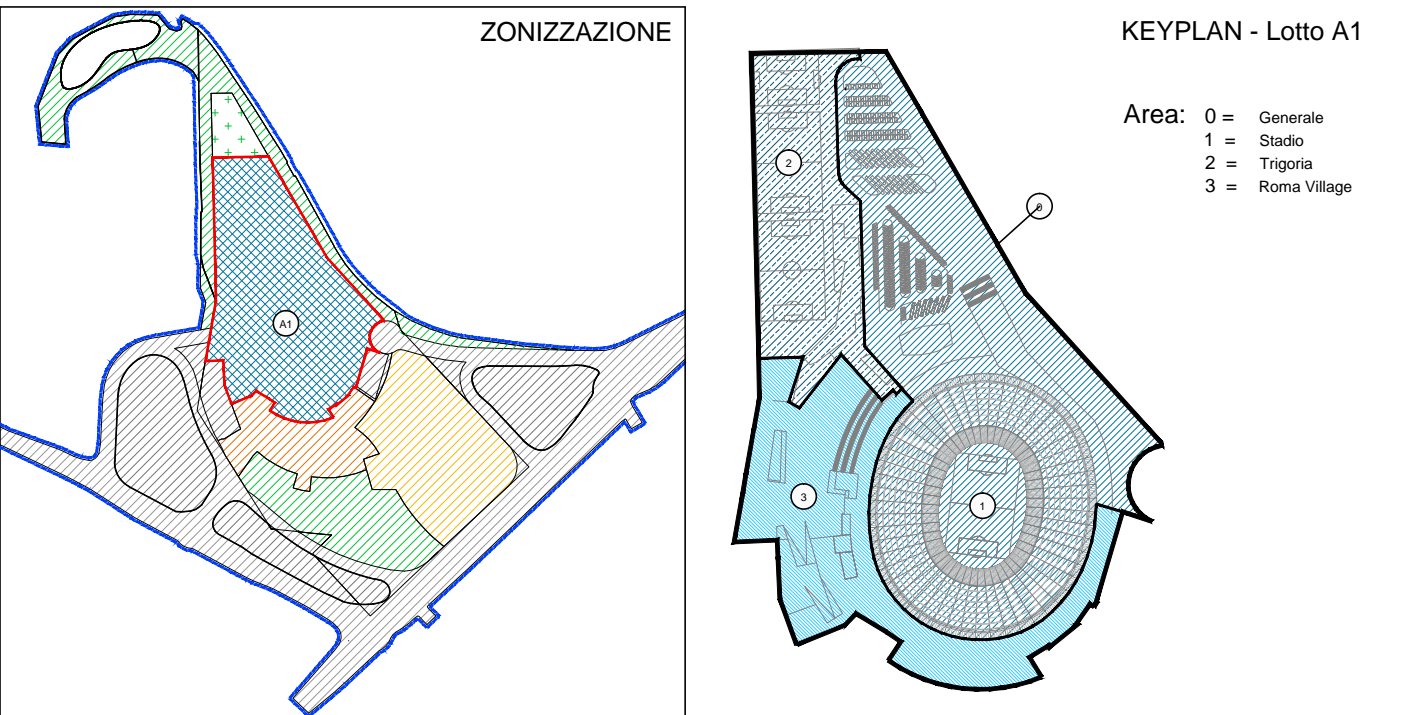 ZONIZZAZIONE
A1
KEYPLAN - Lotto A1
Area: 0 = Generale
1 = Stadio
2 = Trigoria
3 = Roma Village
2
0
3
1